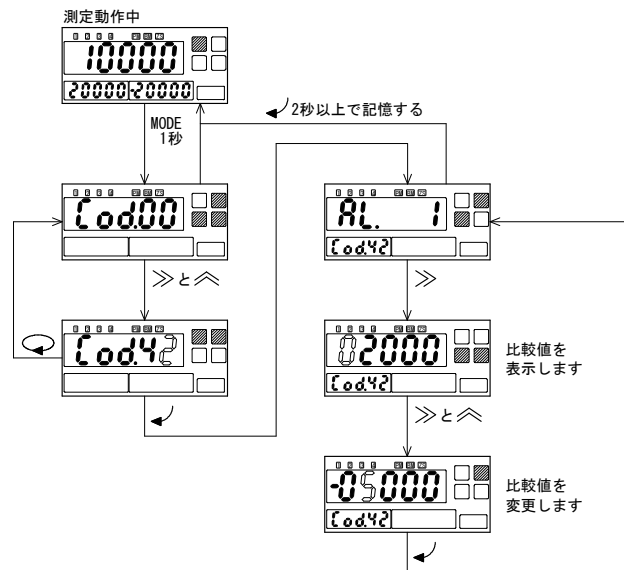 測定動作中
10000
20000 -20000
MODE
1秒
2秒以上で記憶する
Cod.00
≫と︽
Cod.42
AL. 1
Cod.42
≫
02000
Cod.42
比較値を
表示します
≫と︽
-05000
Cod.42
比較値を
変更します